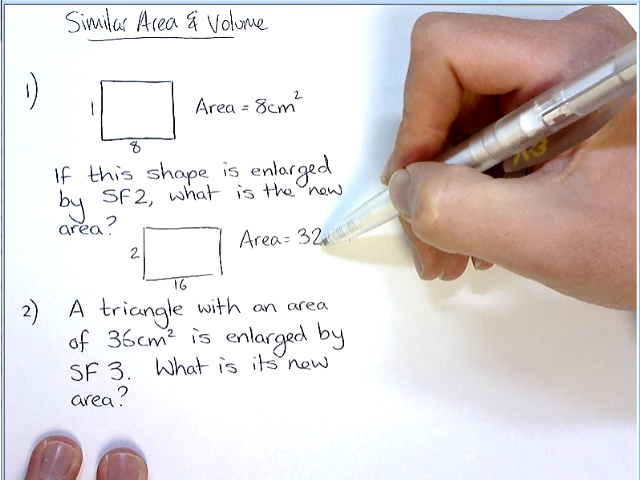 Similar Area & Volume
1)
1
Area = 8cm²
8
If this shape is enlarged
by SF2, what is the new
area?
2
Area = 32
16
2) A triangle with an area
of 36cm² is enlarged by
SF 3. What is its new
area?